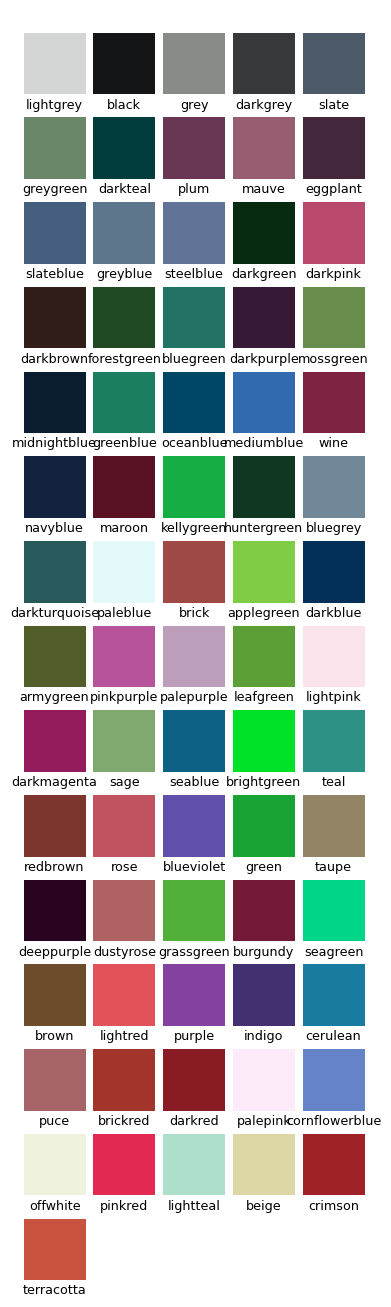 lightgrey black grey darkgrey slate
greygreen darkteal plum mauve eggplant
slateblue greyblue steelblue darkgreen darkpink
darkbrown forestgreen bluegreen darkpurple mossgreen
midnightblue greenblue oceanblue mediumblue wine
navyblue maroon kellygreen huntergreen bluegrey
darkturquoise paleblue brick applegreen darkblue
armygreen pinkpurple palepurple leafgreen lightpink
darkmagenta sage seablue brightgreen teal
redbrown rose blueviolet green taupe
deeppurple dustyrose grassgreen burgundy seagreen
brown lightred purple indigo cerulean
puce brickred darkred palepink cornflowerblue
offwhite pinkred lightteal beige crimson
terracotta